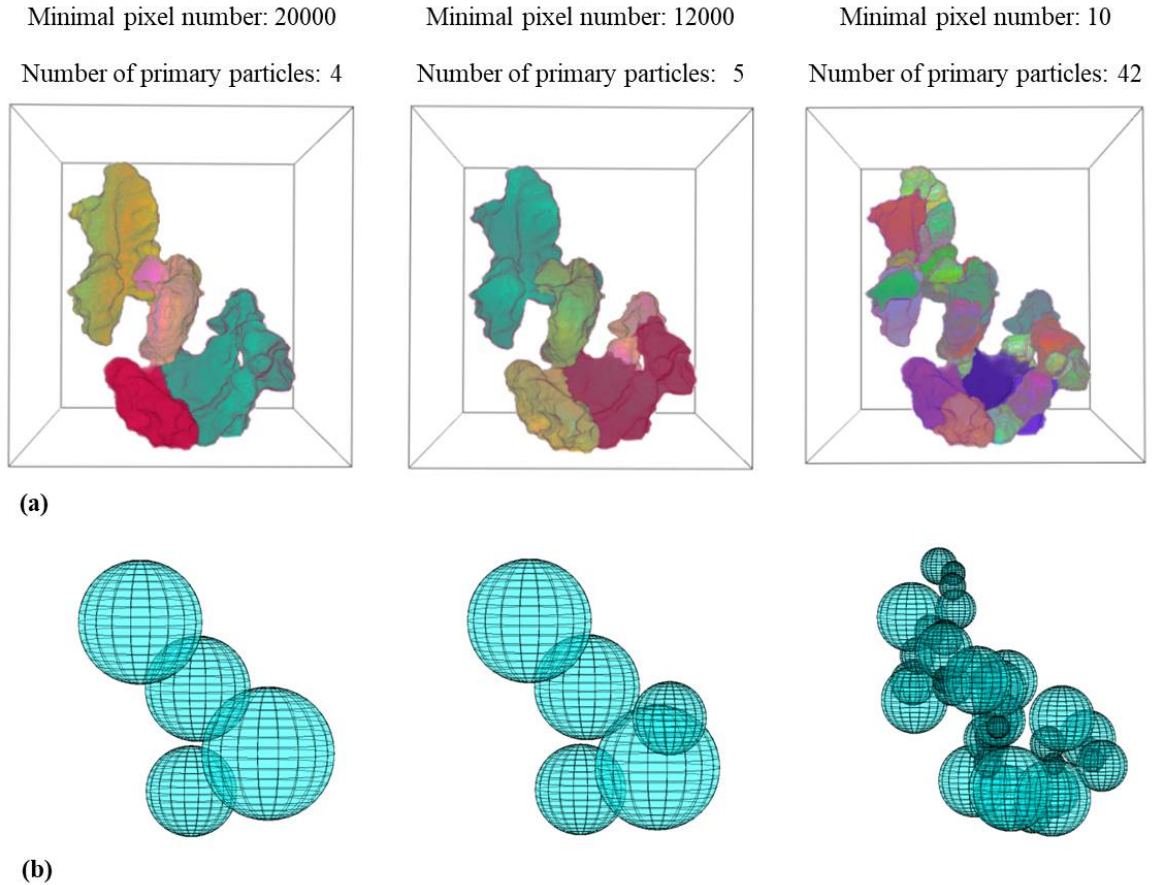 Minimal pixel number: 20000
Minimal pixel number: 12000
Minimal pixel number: 10
Number of primary particles: 4
Number of primary particles: 5
Number of primary particles: 42
(a)
(b)